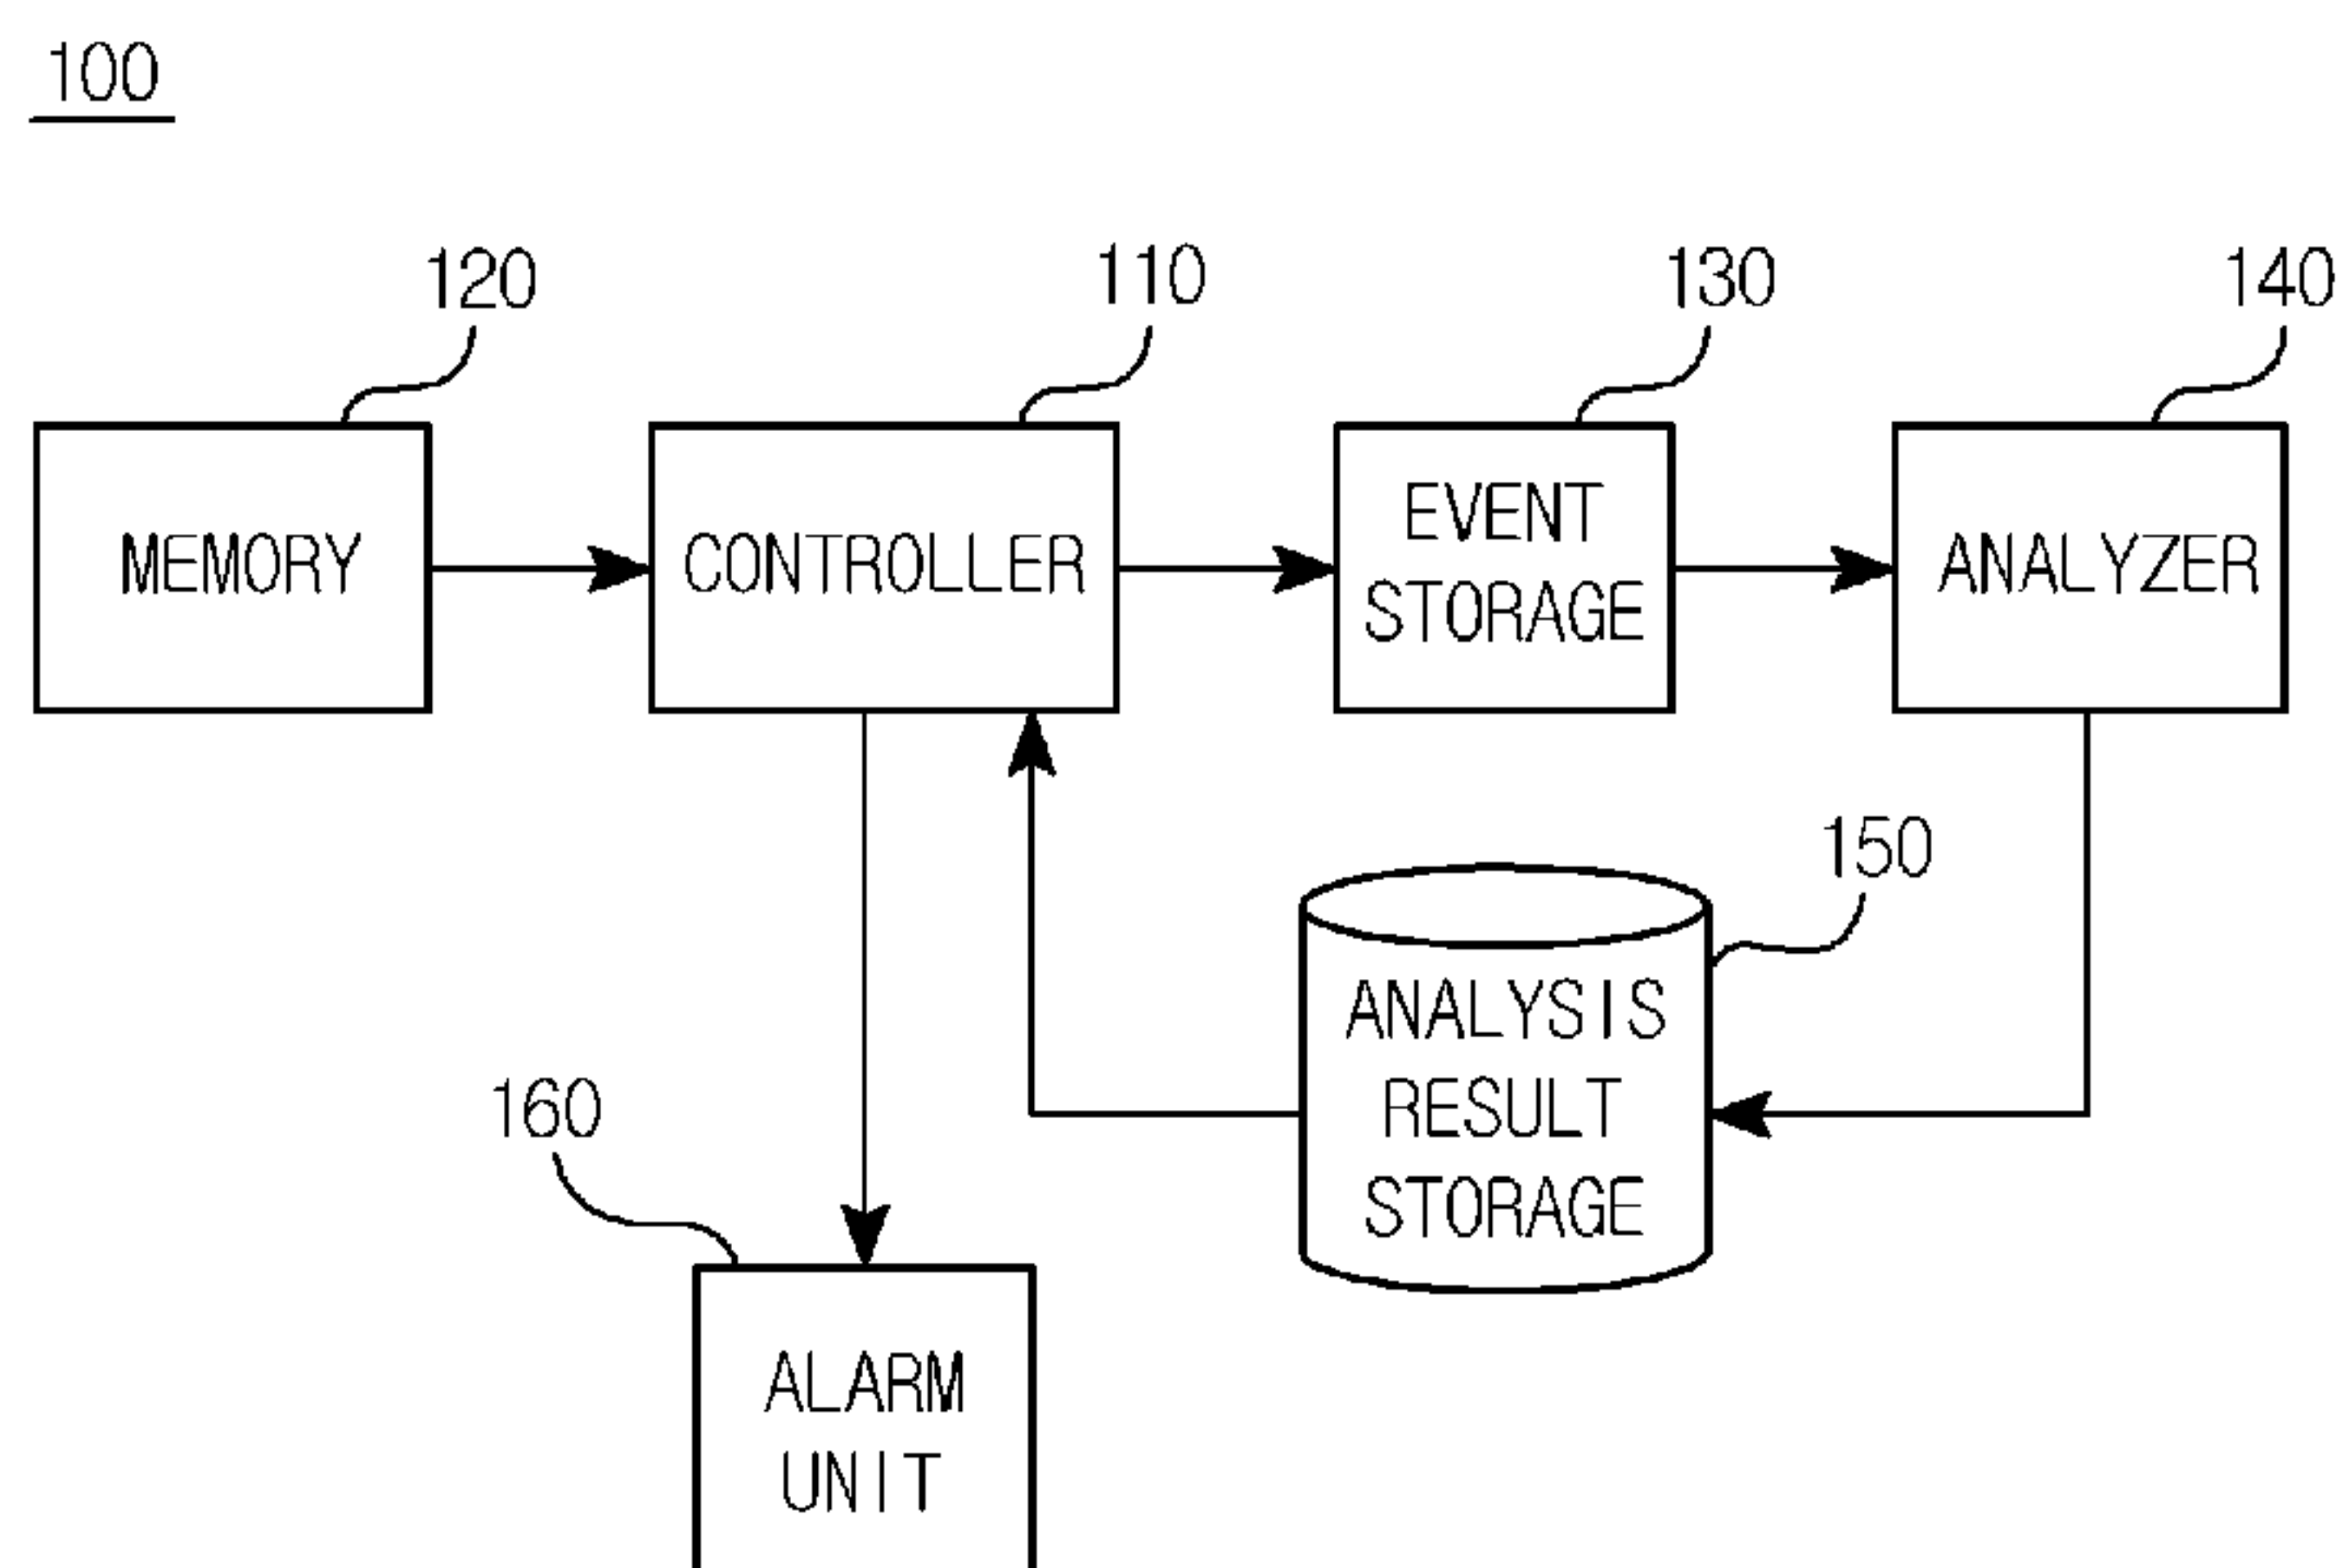 100
120
110
130
140
MEMORY
CONTROLLER
EVENT
STORAGE
ANALYZER
150
ANALYSIS
RESULT
STORAGE
160
ALARM
UNIT